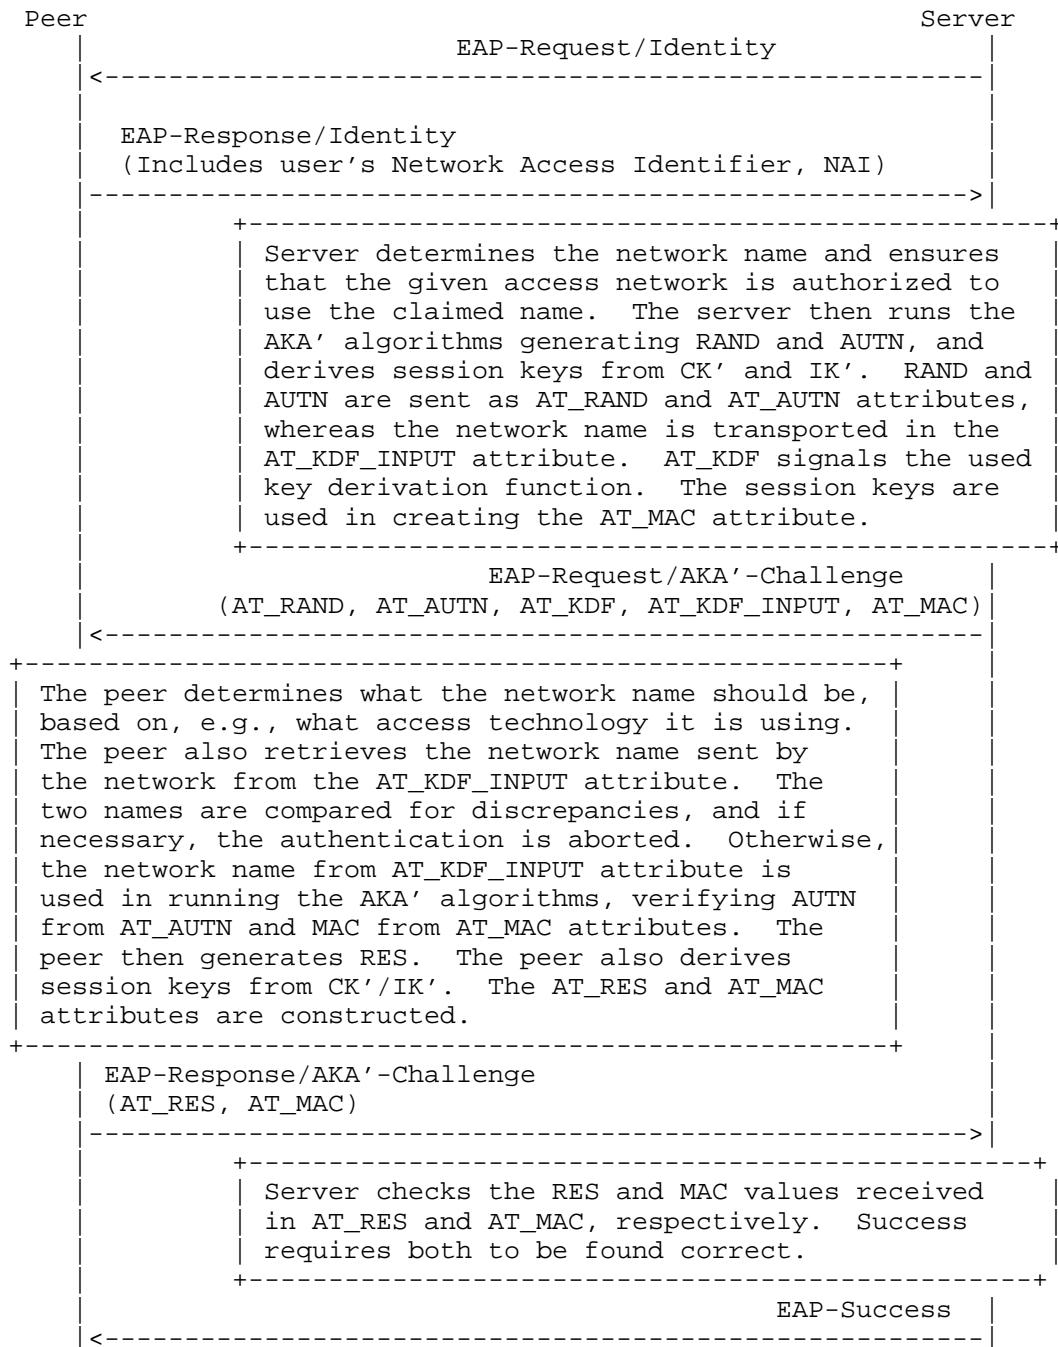 Peer Server
EAP-Request/Identity
EAP-Response/Identity
(Includes user's Network Access Identifier, NAI)
Server determines the network name and ensures
that the given access network is authorized to
use the claimed name. The server then runs the
AKA' algorithms generating RAND and AUTN, and
derives session keys from CK' and IK'. RAND and
AUTN are sent as AT_RAND and AT_AUTN attributes,
whereas the network name is transported in the
AT_KDF_INPUT attribute. AT_KDF signals the used
key derivation function. The session keys are
used in creating the AT_MAC attribute.
EAP-Request/AKA'-Challenge
(AT_RAND, AT_AUTN, AT_KDF, AT_KDF_INPUT, AT_MAC)
The peer determines what the network name should be,
based on, e.g., what access technology it is using.
The peer also retrieves the network name sent by
the network from the AT_KDF_INPUT attribute. The
two names are compared for discrepancies, and if
necessary, the authentication is aborted. Otherwise,
the network name from AT_KDF_INPUT attribute is
used in running the AKA' algorithms, verifying AUTN
from AT_AUTN and MAC from AT_MAC attributes. The
peer then generates RES. The peer also derives
session keys from CK'/IK'. The AT_RES and AT_MAC
attributes are constructed.
EAP-Response/AKA'-Challenge
(AT_RES, AT_MAC)
Server checks the RES and MAC values received
in AT_RES and AT_MAC, respectively. Success
requires both to be found correct.
EAP-Success